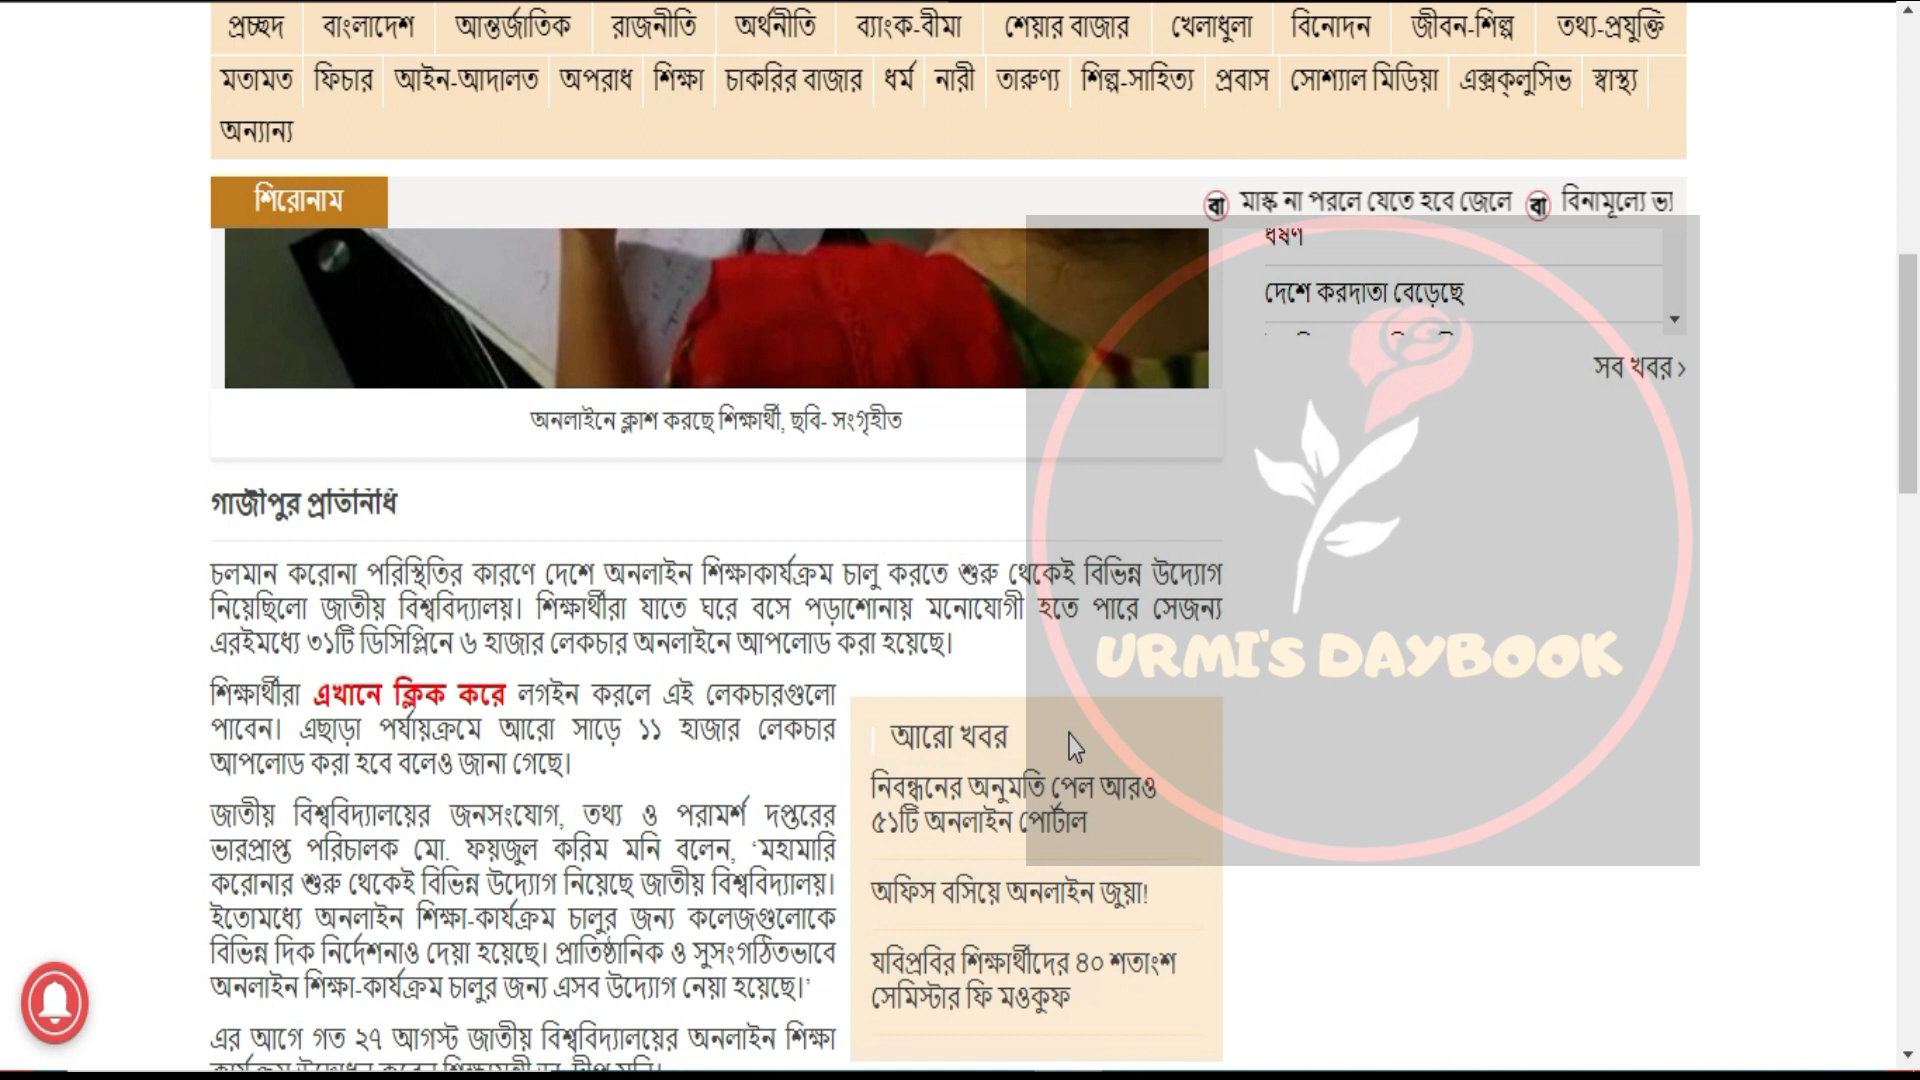 প্রচ্ছদ বাংলাদেশ আন্তর্জাতিক রাজনীতি অর্থনীতি ব্যাংক-বীমা শেয়ার বাজার খেলাধুলা বিনোদন জীবন-শিল্প তথ্য-প্রযুক্তি
মতামত ফিচার আইন-আদালত অপরাধ শিক্ষা চাকরির বাজার ধর্ম নারী তারুণ্য শিল্প-সাহিত্য প্রবাস সোশ্যাল মিডিয়া এক্সক্লুসিভ স্বাস্থ্য
অন্যান্য
শিরোনাম
বা মাস্ক না পরলে যেতে হবে জেলে বা বিনামূল্যে
ধর্ষণ
দেশে করদাতা বেড়েছে
সব খবর ›
অনলাইনে ক্লাশ করছে শিক্ষার্থী, ছবি- সংগৃহীত
গাজীপুর প্রতিনিধি
চলমান করোনা পরিস্থিতির কারণে দেশে অনলাইন শিক্ষাকার্যক্রম চালু করতে শুরু থেকেই বিভিন্ন উদ্যোগ
নিয়েছিলো জাতীয় বিশ্ববিদ্যালয়। শিক্ষার্থীরা যাতে ঘরে বসে পড়াশোনায় মনোযোগী হতে পারে সেজন্য
এরইমধ্যে ৩১টি ডিসিপ্লিনে ৬ হাজার লেকচার অনলাইনে আপলোড করা হয়েছে।
শিক্ষার্থীরা এখানে ক্লিক করে লগইন করলে এই লেকচারগুলো
পাবেন। এছাড়া পর্যায়ক্রমে আরো সাড়ে ১১ হাজার লেকচার
আপলোড করা হবে বলেও জানা গেছে।
জাতীয় বিশ্ববিদ্যালয়ের জনসংযোগ, তথ্য ও পরামর্শ দপ্তরের
ভারপ্রাপ্ত পরিচালক মো. ফয়জুল করিম মনি বলেন, ‘মহামারি
করোনার শুরু থেকেই বিভিন্ন উদ্যোগ নিয়েছে জাতীয় বিশ্ববিদ্যালয়।
ইতোমধ্যে অনলাইন শিক্ষা-কার্যক্রম চালুর জন্য কলেজগুলোকে
বিভিন্ন দিক নির্দেশনাও দেয়া হয়েছে। প্রাতিষ্ঠানিক ও সুসংগঠিতভাবে
অনলাইন শিক্ষা-কার্যক্রম চালুর জন্য এসব উদ্যোগ নেয়া হয়েছে।’
এর আগে গত ২৭ আগস্ট জাতীয় বিশ্ববিদ্যালয়ের অনলাইন শিক্ষা
আরো খবর
নিবন্ধনের অনুমতি পেল আরও
৫১টি অনলাইন পোর্টাল
অফিস বসিয়ে অনলাইন জুয়া!
যবিপ্রবির শিক্ষার্থীদের ৪০ শতাংশ
সেমিস্টার ফি মওকুফ
URMI'S DAYBOOK